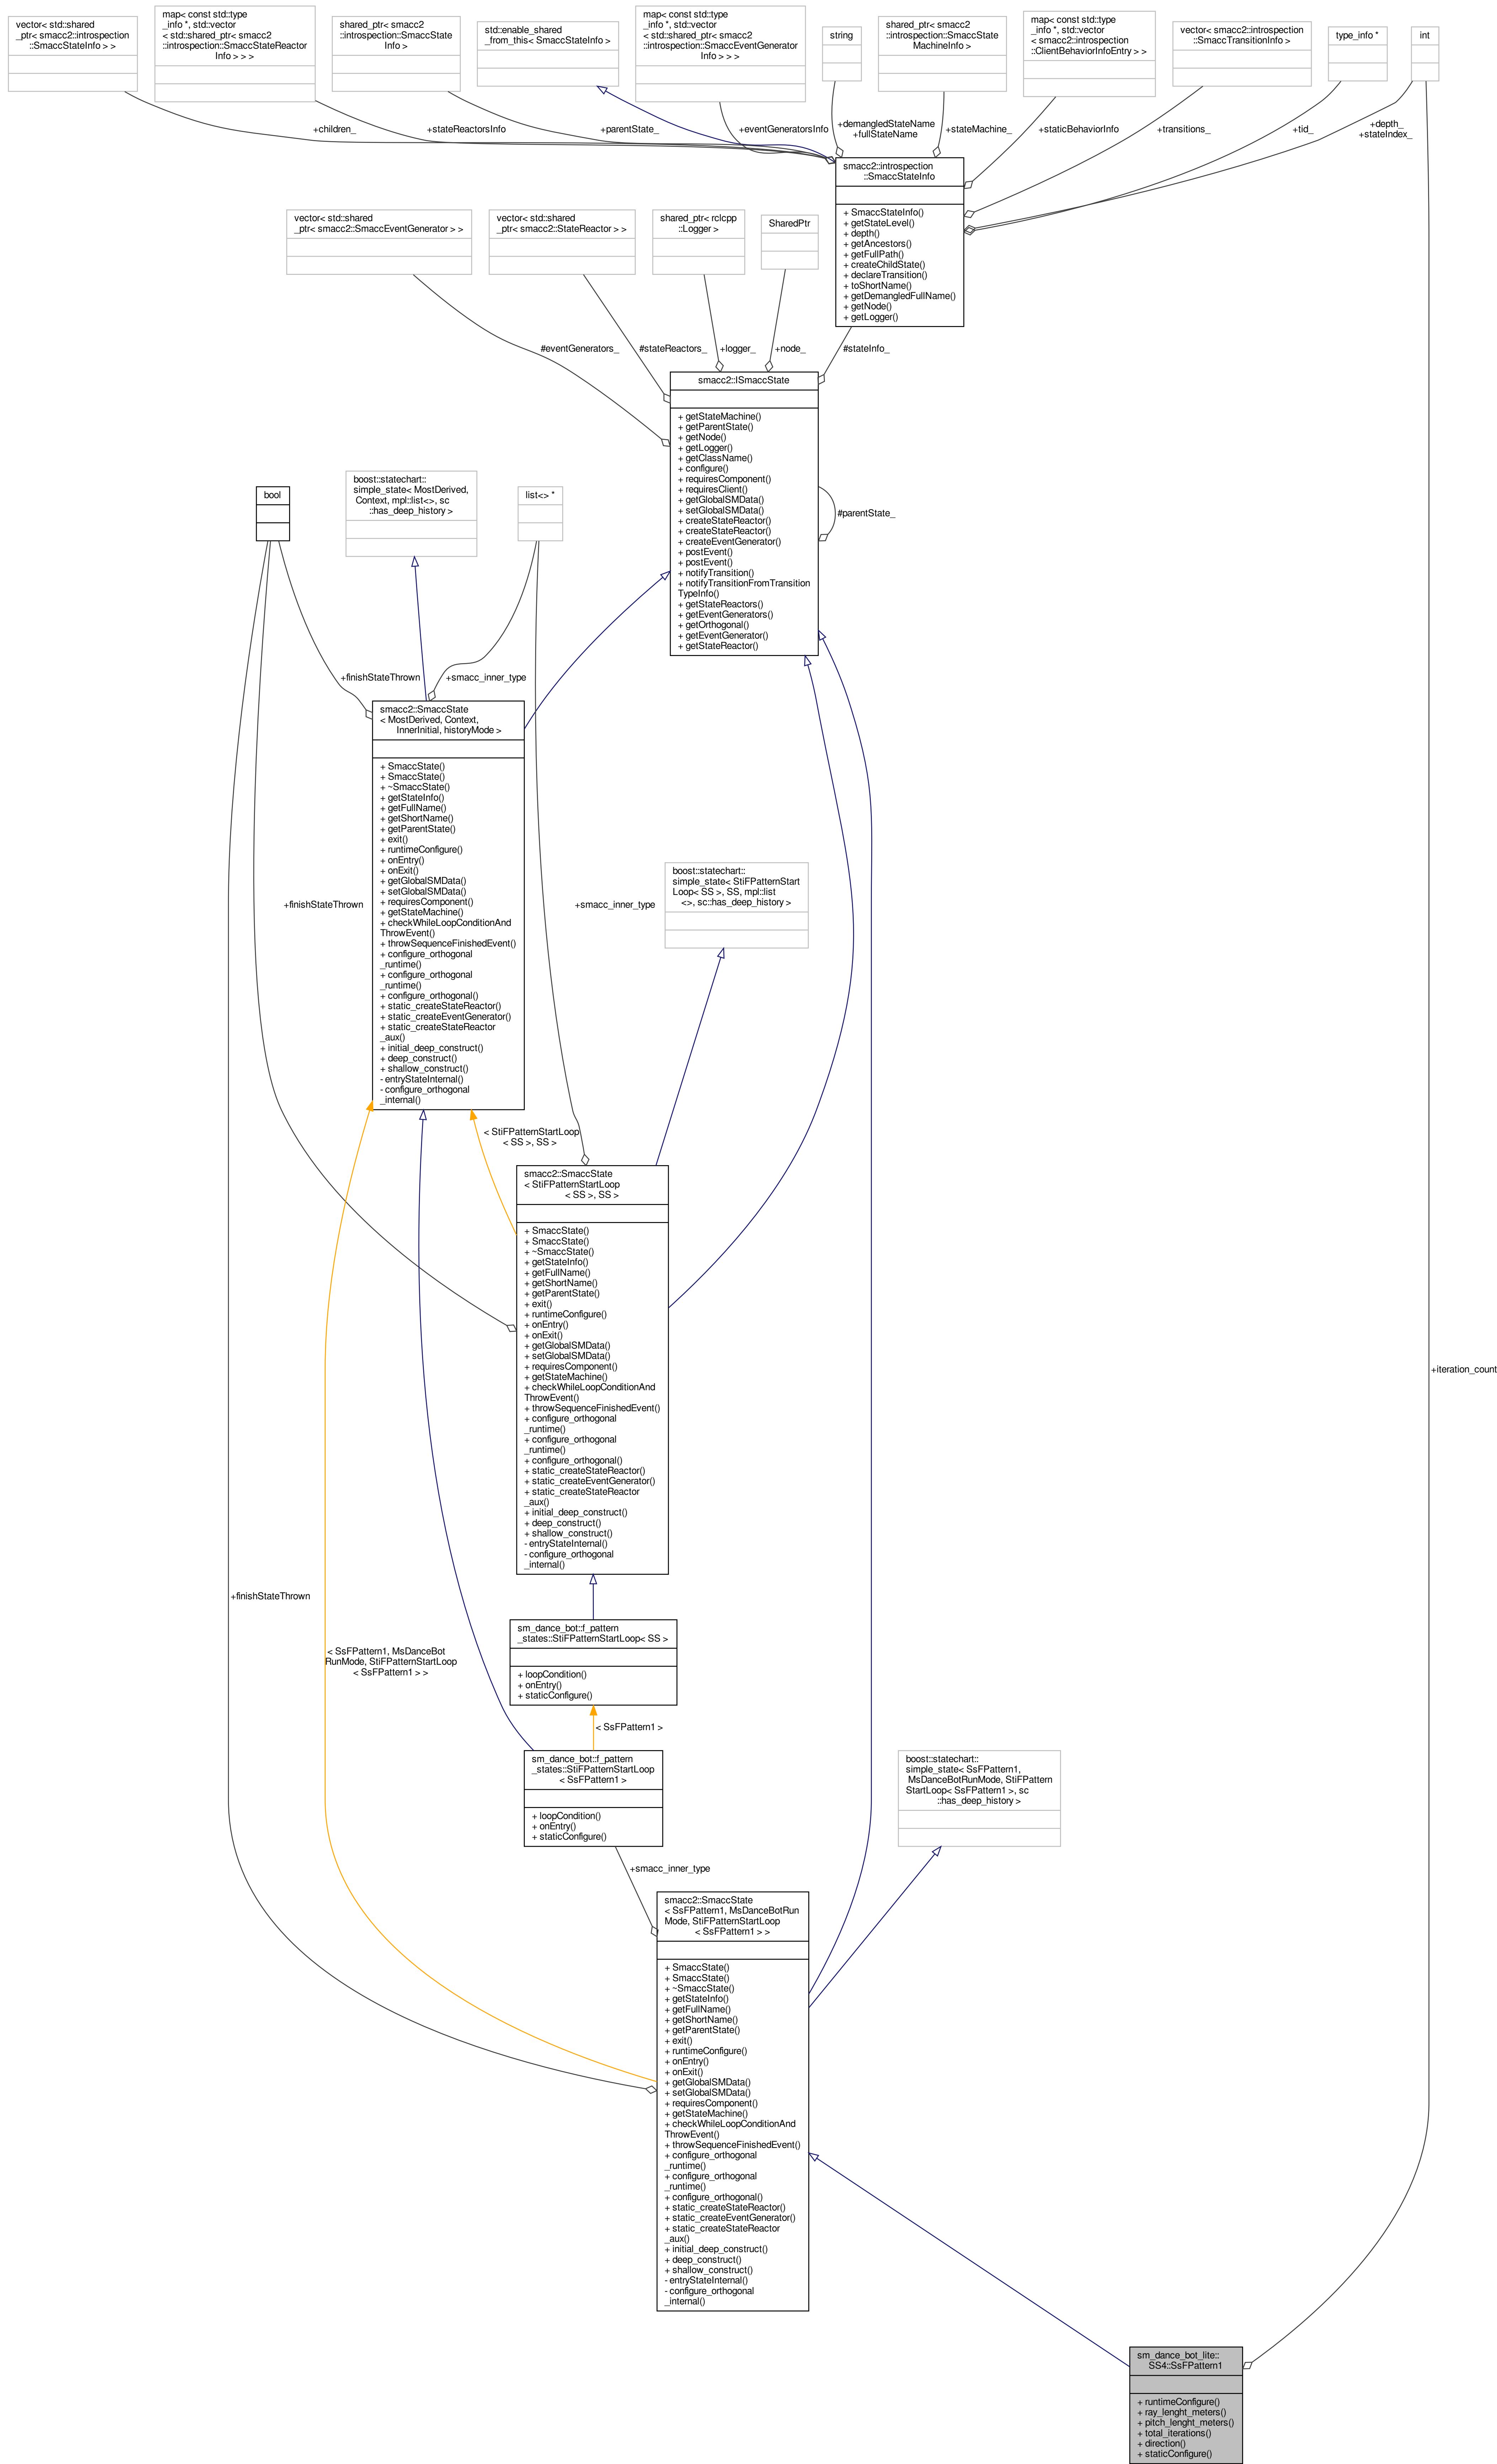 vector< std::shared
_ptr< smacc2::introspection
::SmaccStateInfo > >
map< const std::type
_info *, std::vector
< std::shared_ptr< smacc2
::introspection::SmaccStateReactor
Info > > >
shared_ptr< smacc2
::introspection::SmaccState
Info >
std::enable_shared
_from_this< SmaccStateInfo >
map< const std::type
_info *, std::vector
< std::shared_ptr< smacc2
::introspection::SmaccEventGenerator
Info > > >
string
shared_ptr< smacc2
::introspection::SmaccState
MachineInfo >
map< const std::type
_info *, std::vector
< smacc2::introspection
::ClientBehaviorInfoEntry > >
vector< smacc2::introspection
::SmaccTransitionInfo >
type_info *
int
+children_
+stateReactorsInfo
+parentState_
+eventGeneratorsInfo
+demangledStateName
+fullStateName
+stateMachine_
+staticBehaviorInfo
+transitions_
+tid_
+depth_
+stateIndex_
smacc2::introspection
::SmaccStateInfo
+ SmaccStateInfo()
+ getStateLevel()
+ depth()
+ getAncestors()
+ getFullPath()
+ createChildState()
+ declareTransition()
+ toShortName()
+ getDemangledFullName()
+ getNode()
+ getLogger()
vector< std::shared
_ptr< smacc2::SmaccEventGenerator > >
vector< std::shared
_ptr< smacc2::StateReactor > >
shared_ptr< rclcpp
::Logger >
SharedPtr
#eventGenerators_
#stateReactors_
+logger_
+node_
#stateInfo_
smacc2::ISmaccState
+ getStateMachine()
+ getParentState()
+ getNode()
+ getLogger()
+ getClassName()
+ configure()
+ requiresComponent()
+ requiresClient()
+ getGlobalSMData()
+ setGlobalSMData()
+ createStateReactor()
+ createStateReactor()
+ createEventGenerator()
+ postEvent()
+ postEvent()
+ notifyTransition()
+ notifyTransitionFromTransition
TypeInfo()
+ getStateReactors()
+ getEventGenerators()
+ getOrthogonal()
+ getEventGenerator()
+ getStateReactor()
#parentState_
bool
boost::statechart::
simple_state< MostDerived,
Context, mpl::list<>, sc
::has_deep_history >
list<> *
+finishStateThrown
+smacc_inner_type
smacc2::SmaccState
< MostDerived, Context,
InnerInitial, historyMode >
+ SmaccState()
+ SmaccState()
+ ~SmaccState()
+ getStateInfo()
+ getFullName()
+ getShortName()
+ getParentState()
+ exit()
+ runtimeConfigure()
+ onEntry()
+ onExit()
+ getGlobalSMData()
+ setGlobalSMData()
+ requiresComponent()
+ getStateMachine()
+ checkWhileLoopConditionAnd
ThrowEvent()
+ throwSequenceFinishedEvent()
+ configure_orthogonal
_runtime()
+ configure_orthogonal
_runtime()
+ configure_orthogonal()
+ static_createStateReactor()
+ static_createEventGenerator()
+ static_createStateReactor
_aux()
+ initial_deep_construct()
+ deep_construct()
+ shallow_construct()
- entryStateInternal()
- configure_orthogonal
_internal()
+finishStateThrown
+smacc_inner_type
boost::statechart::
simple_state< StiFPatternStart
Loop< SS >, SS, mpl::list
<>, sc::has_deep_history >
< StiFPatternStartLoop
< SS >, SS >
smacc2::SmaccState
< StiFPatternStartLoop
< SS >, SS >
+ SmaccState()
+ SmaccState()
+ ~SmaccState()
+ getStateInfo()
+ getFullName()
+ getShortName()
+ getParentState()
+ exit()
+ runtimeConfigure()
+ onEntry()
+ onExit()
+ getGlobalSMData()
+ setGlobalSMData()
+ requiresComponent()
+ getStateMachine()
+ checkWhileLoopConditionAnd
ThrowEvent()
+ throwSequenceFinishedEvent()
+ configure_orthogonal
_runtime()
+ configure_orthogonal
_runtime()
+ configure_orthogonal()
+ static_createStateReactor()
+ static_createEventGenerator()
+ static_createStateReactor
_aux()
+ initial_deep_construct()
+ deep_construct()
+ shallow_construct()
- entryStateInternal()
- configure_orthogonal
_internal()
+iteration_count
+finishStateThrown
< SsFPattern1, MsDanceBot
RunMode, StiFPatternStartLoop
< SsFPattern1 > >
sm_dance_bot::f_pattern
_states::StiFPatternStartLoop< SS >
+ loopCondition()
+ onEntry()
+ staticConfigure()
< SsFPattern1 >
sm_dance_bot::f_pattern
_states::StiFPatternStartLoop
< SsFPattern1 >
+ loopCondition()
+ onEntry()
+ staticConfigure()
boost::statechart::
simple_state< SsFPattern1,
MsDanceBotRunMode, StiFPattern
StartLoop< SsFPattern1 >, sc
::has_deep_history >
+smacc_inner_type
smacc2::SmaccState
< SsFPattern1, MsDanceBotRun
Mode, StiFPatternStartLoop
< SsFPattern1 > >
+ SmaccState()
+ SmaccState()
+ ~SmaccState()
+ getStateInfo()
+ getFullName()
+ getShortName()
+ getParentState()
+ exit()
+ runtimeConfigure()
+ onEntry()
+ onExit()
+ getGlobalSMData()
+ setGlobalSMData()
+ requiresComponent()
+ getStateMachine()
+ checkWhileLoopConditionAnd
ThrowEvent()
+ throwSequenceFinishedEvent()
+ configure_orthogonal
_runtime()
+ configure_orthogonal
_runtime()
+ configure_orthogonal()
+ static_createStateReactor()
+ static_createEventGenerator()
+ static_createStateReactor
_aux()
+ initial_deep_construct()
+ deep_construct()
+ shallow_construct()
- entryStateInternal()
- configure_orthogonal
_internal()
sm_dance_bot_lite::
SS4::SsFPattern1
+ runtimeConfigure()
+ ray_lenght_meters()
+ pitch_lenght_meters()
+ total_iterations()
+ direction()
+ staticConfigure()